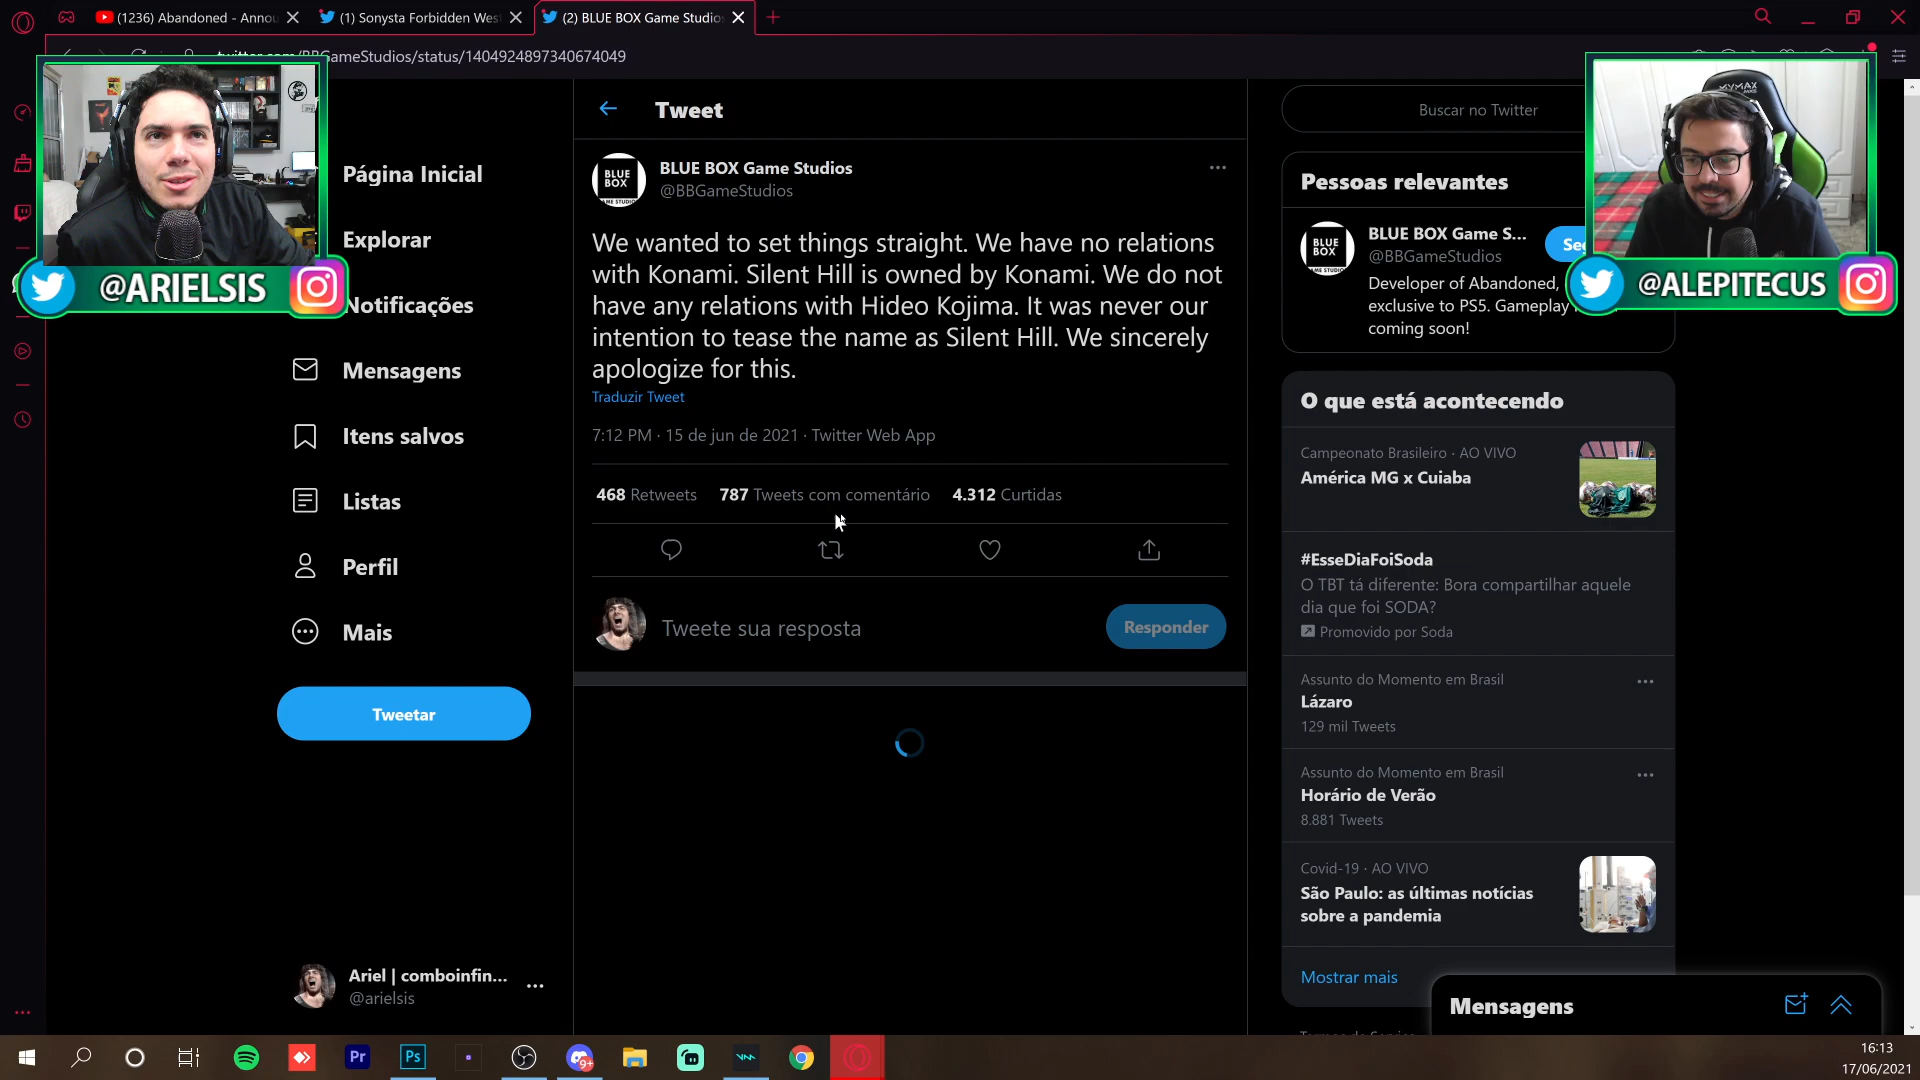 (1236) Abandoned - Annou
(1) Sonysta Forbidden Wes
(2) BLUE BOX Game Studio
twitter.com/BBGameStudios/status/1404924897340674049
MYMAX
@ARIELSIS
@ALEPITECUS
Página Inicial
Explorar
Notificações
Mensagens
Itens salvos
Listas
Perfil
Mais
Tweetar
Ariel | comboinfin...
@arielsis
Tweet
BLUE BOX
BLUE BOX Game Studios
@BBGameStudios
We wanted to set things straight. We have no relations
with Konami. Silent Hill is owned by Konami. We do not
have any relations with Hideo Kojima. It was never our
intention to tease the name as Silent Hill. We sincerely
apologize for this.
Traduzir Tweet
7:12 PM · 15 de jun de 2021 · Twitter Web App
468 Retweets 787 Tweets com comentário 4.312 Curtidas
Tweete sua resposta
Responder
Buscar no Twitter
Pessoas relevantes
BLUE BOX
BLUE BOX Game S...
@BBGameStudios
Se
Developer of Abandoned,
exclusive to PS5. Gameplay
coming soon!
O que está acontecendo
Campeonato Brasileiro · AO VIVO
América MG x Cuiaba
#EsseDiaFoiSoda
O TBT tá diferente: Bora compartilhar aquele
dia que foi SODA?
Promovido por Soda
Assunto do Momento em Brasil
Lázaro
129 mil Tweets
Assunto do Momento em Brasil
Horário de Verão
8.881 Tweets
Covid-19 · AO VIVO
São Paulo: as últimas notícias
sobre a pandemia
Mostrar mais
Mensagens
Pr
Ps
9+
16:13
17/06/2021